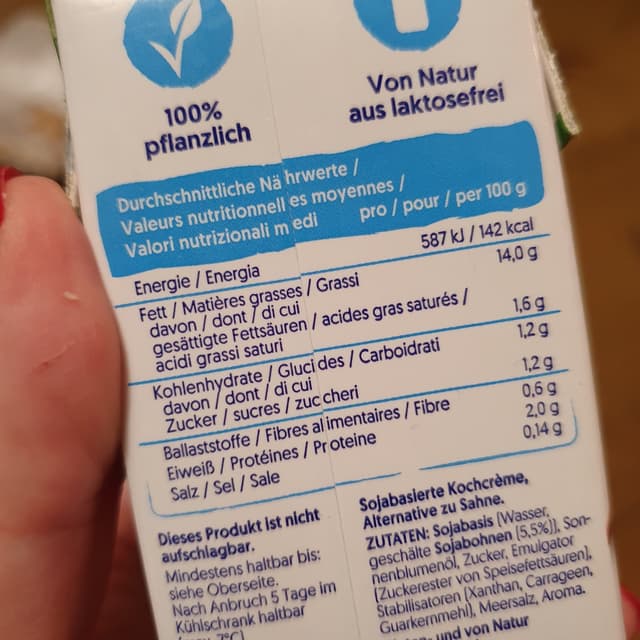 100%
pflanzlich
Von Natur
aus laktosefrei
Durchschnittliche Nährwerte /
Valeurs nutritionnelles moyennes /
Valori nutrizionali medi pro / pour / per 100 g
Energie / Energia 587 kJ / 142 kcal
Fett / Matières grasses / Grassi 14,0 g
davon / dont / di cui
gesättigte Fettsäuren / acides gras saturés /
acidi grassi saturi 1,6 g
Kohlenhydrate / Glucides / Carboidrati 1,2 g
davon / dont / di cui
Zucker / sucres / zuccheri 1,2 g
Ballaststoffe / Fibres alimentaires / Fibre 0,6 g
Eiweiß / Protéines / Proteine 2,0 g
Salz / Sel / Sale 0,14 g
Dieses Produkt ist nicht
aufschlagbar.
Mindestens haltbar bis:
siehe Oberseite.
Nach Anbruch 5 Tage im
Kühlschrank haltbar
7°C)
Sojabasierte Kochcrème,
Alternative zu Sahne.
ZUTATEN: Sojabasis (Wasser,
geschälte Sojabohnen (5,5%)), Son-
nenblumenöl, Zucker, Emulgator
(Zuckerester von Speisefettsäuren),
Stabilisatoren (Xanthan, Carrageen,
Guarkernmehl), Meersalz, Aroma.
und von Natur